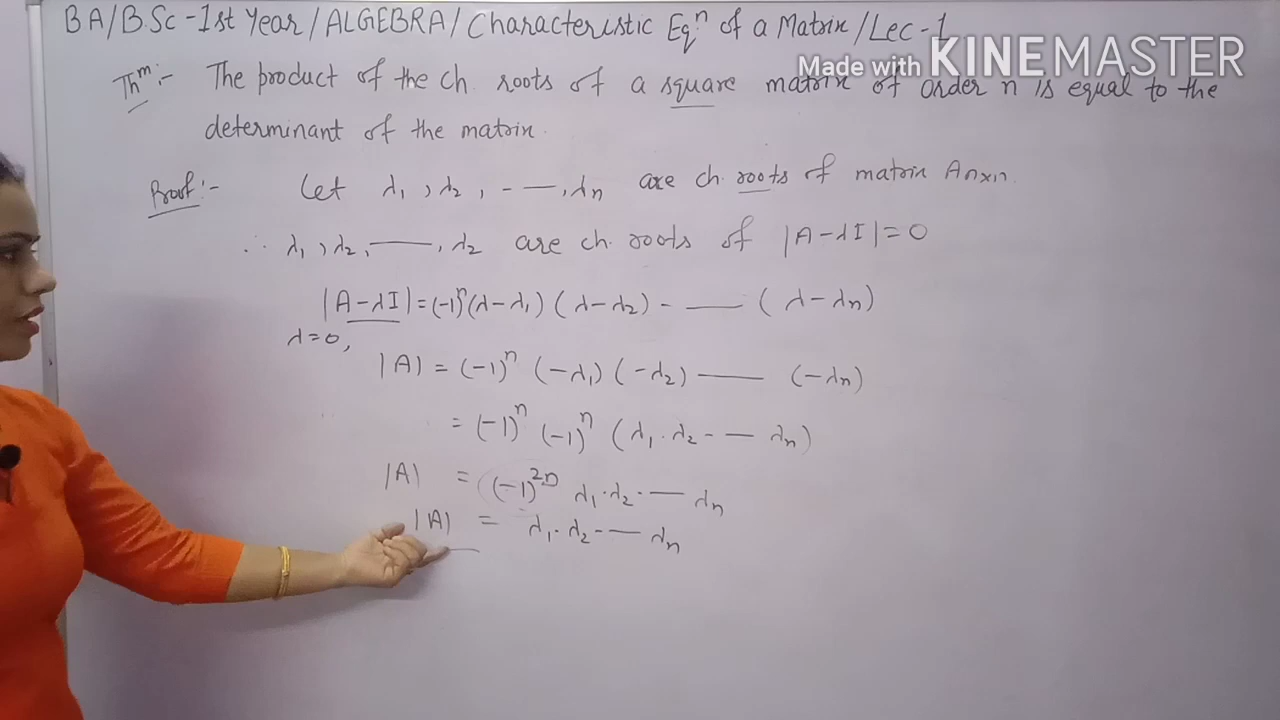 BA/B.Sc-1st Year/ALGEBRA/Characteristic Eqⁿ of a Matrix/Lec-1
Made with KINEMASTER
Thᵐ:- The product of the ch. roots of a square matrix of order n is equal to the
determinant of the matrix.
Proof:- Let λ₁, λ₂, - —, λn are ch. roots of matrix Anxn.
∴ λ₁, λ₂, ——, λ₂ are ch. roots of |A-λI|=0
|A-λI|=(-1)ⁿ(λ-λ₁)(λ-λ₂)- —— (λ-λn)
λ=0,
|A| = (-1)ⁿ (-λ₁)(-λ₂) —— (-λn)
= (-1)ⁿ (-1)ⁿ (λ₁.λ₂- — λn)
|A| = (-1)²ⁿ λ₁.λ₂.— λn
|A| = λ₁.λ₂-— λn